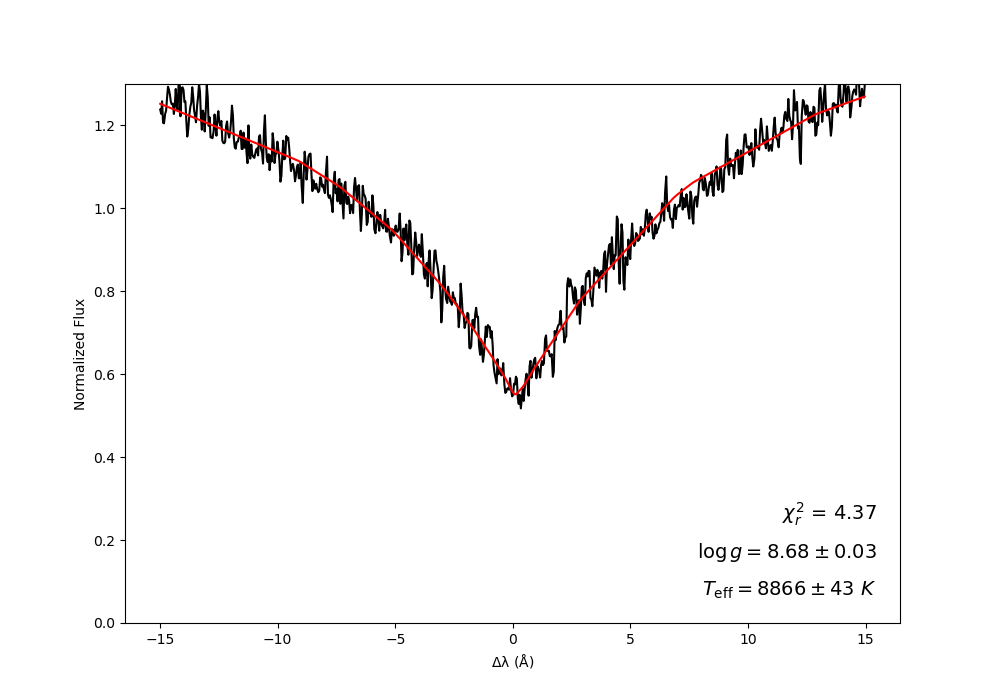 1.2
1.0
0.8
0.6
0.4
0.2
0.0
Normalized Flux
χ²ᵣ = 4.37
log g = 8.68 ± 0.03
T_eff = 8866 ± 43 K
−15 −10 −5 0 5 10 15
Δλ (Å)